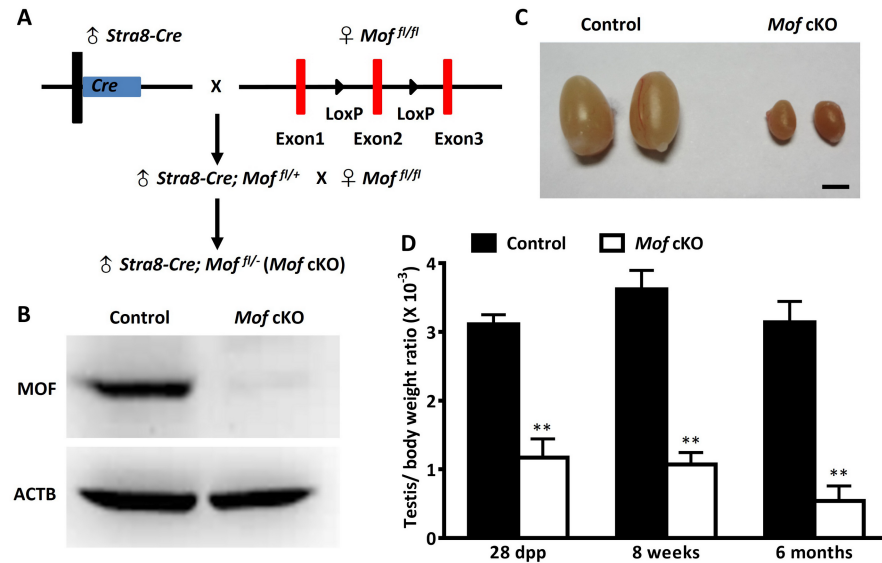 A
♂ Stra8-Cre
♀ Mof fl/fl
Cre
X
LoxP
LoxP
Exon1
Exon2
Exon3
♂ Stra8-Cre; Mof fl/+ X ♀ Mof fl/fl
♂ Stra8-Cre; Mof fl/- (Mof cKO)
B
Control
Mof cKO
MOF
ACTB
C
Control
Mof cKO
D
Control
Mof cKO
Testis/ body weight ratio (X 10-3)
4
3
2
1
0
**
**
**
28 dpp
8 weeks
6 months